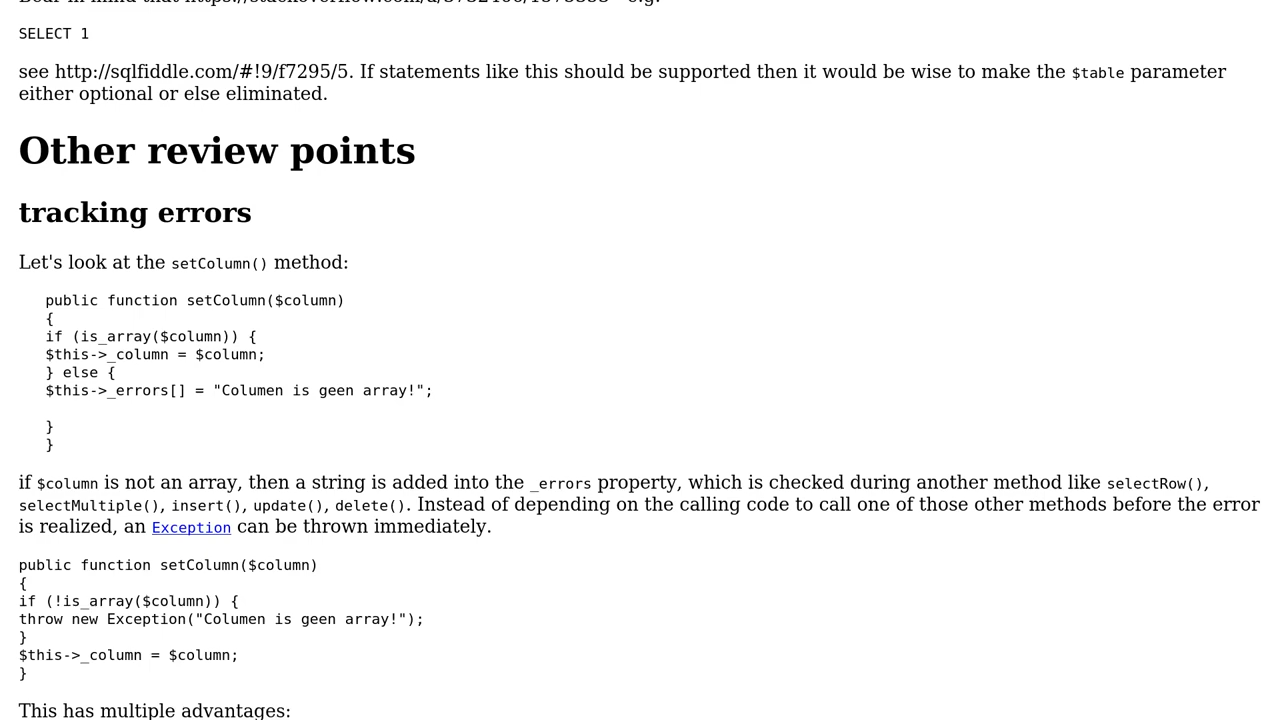 SELECT 1
see http://sqlfiddle.com/#!9/f7295/5. If statements like this should be supported then it would be wise to make the $table parameter
either optional or else eliminated.
Other review points
tracking errors
Let's look at the setColumn() method:
public function setColumn($column)
{
if (is_array($column)) {
$this->_column = $column;
} else {
$this->_errors[] = "Columen is geen array!";
}
}
if $column is not an array, then a string is added into the _errors property, which is checked during another method like selectRow(),
selectMultiple(), insert(), update(), delete(). Instead of depending on the calling code to call one of those other methods before the error
is realized, an Exception can be thrown immediately.
public function setColumn($column)
{
if (!is_array($column)) {
throw new Exception("Columen is geen array!");
}
$this->_column = $column;
}
This has multiple advantages: